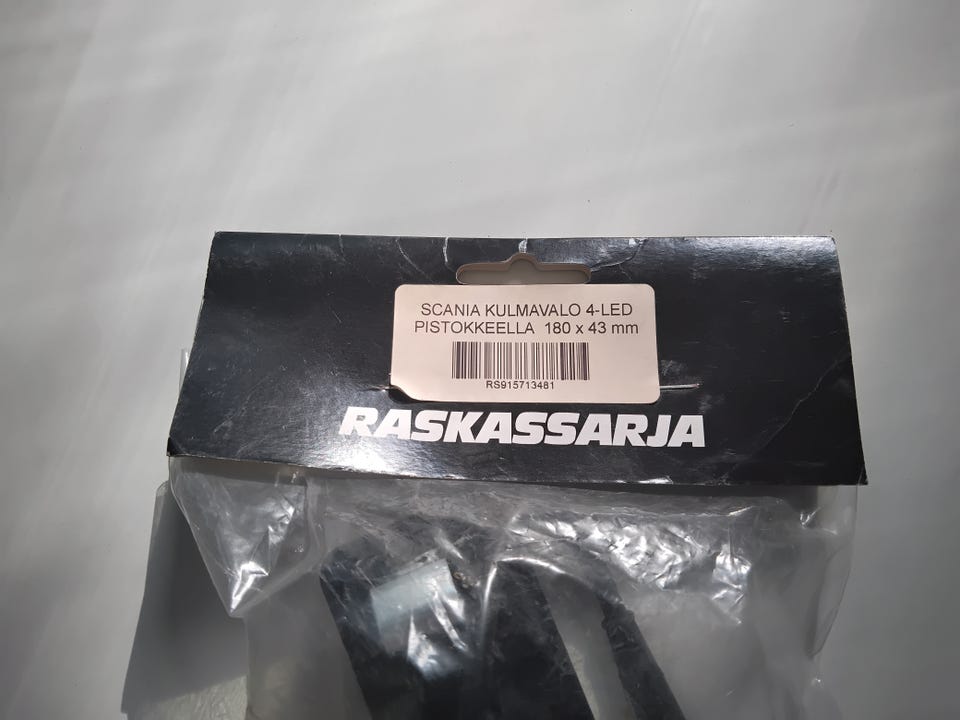 SCANIA KULMAVALO 4-LED
PISTOKKEELLA 180 x 43 mm
RS915713481
RASKASSARJA